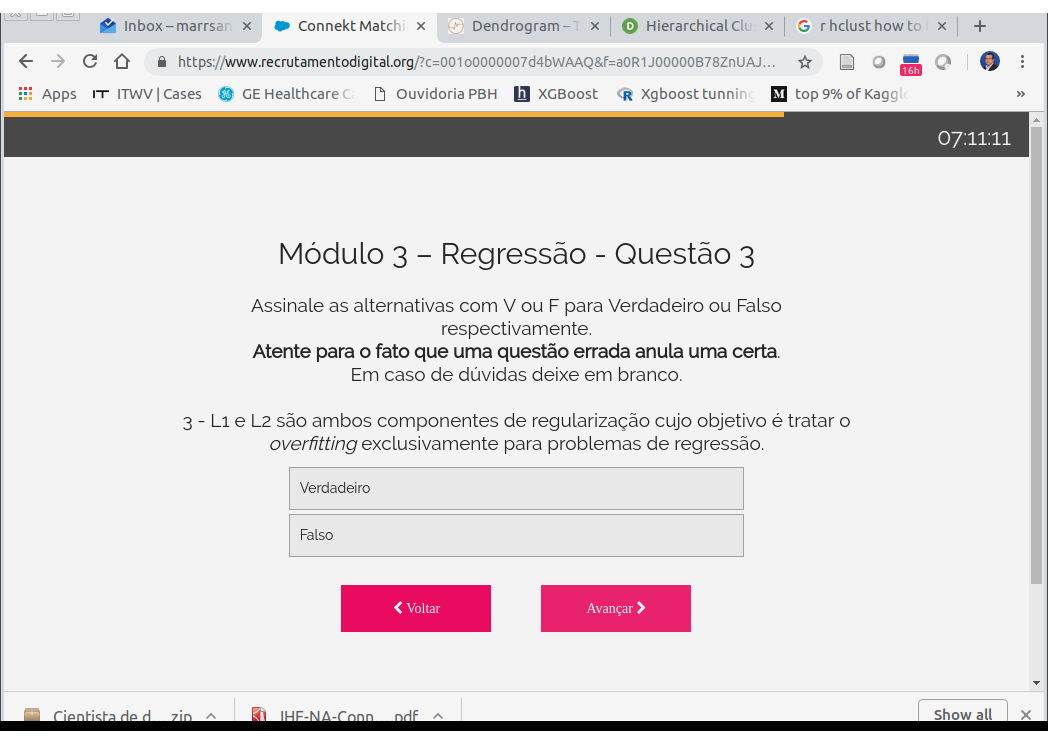 Inbox – marrsan
Connekt Matchi
Dendrogram – T
Hierarchical Clu
r hclust how to
https://www.recrutamentodigital.org/?c=001o0000007d4bWAAQ&f=a0R1J00000B78ZnUAJ...
16h
Apps
ITWV | Cases
GE Healthcare C
Ouvidoria PBH
h XGBoost
Xgboost tunning
M top 9% of Kaggle
»
07:11:11
Módulo 3 – Regressão - Questão 3
Assinale as alternativas com V ou F para Verdadeiro ou Falso
respectivamente.
Atente para o fato que uma questão errada anula uma certa.
Em caso de dúvidas deixe em branco.
3 - L1 e L2 são ambos componentes de regularização cujo objetivo é tratar o
overfitting exclusivamente para problemas de regressão.
Verdadeiro
Falso
Voltar
Avançar
Cientista de d....zip
IHF-NA-Conn....pdf
Show all